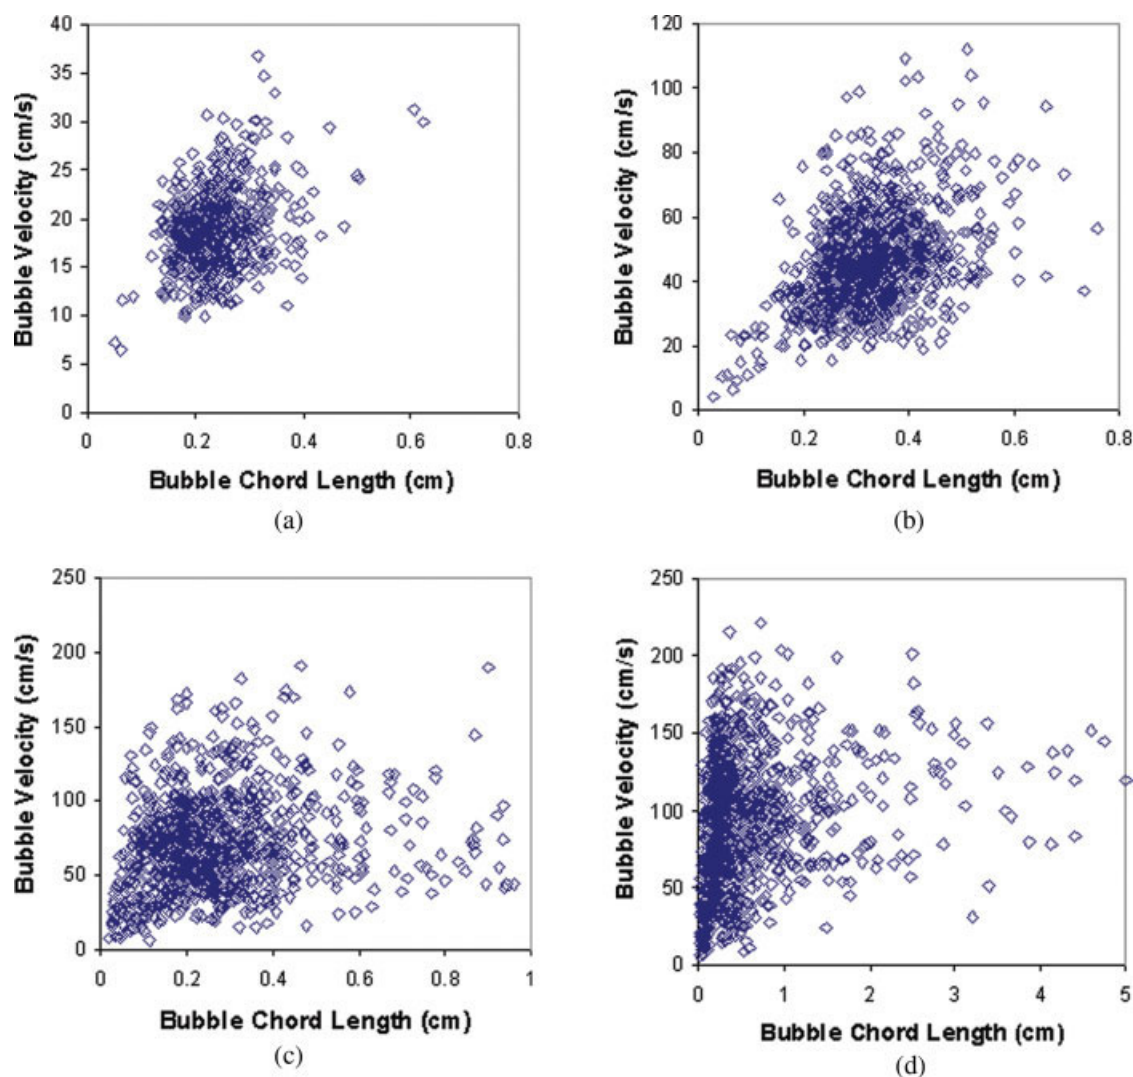 40
35
30
25
20
15
10
5
0
Bubble Velocity (cm/s)
0 0.2 0.4 0.6 0.8
Bubble Chord Length (cm)
(a)
120
100
80
60
40
20
0
Bubble Velocity (cm/s)
0 0.2 0.4 0.6 0.8
Bubble Chord Length (cm)
(b)
250
200
150
100
50
0
Bubble Velocity (cm/s)
0 0.2 0.4 0.6 0.8 1
Bubble Chord Length (cm)
(c)
250
200
150
100
50
0
Bubble Velocity (cm/s)
0 1 2 3 4 5
Bubble Chord Length (cm)
(d)